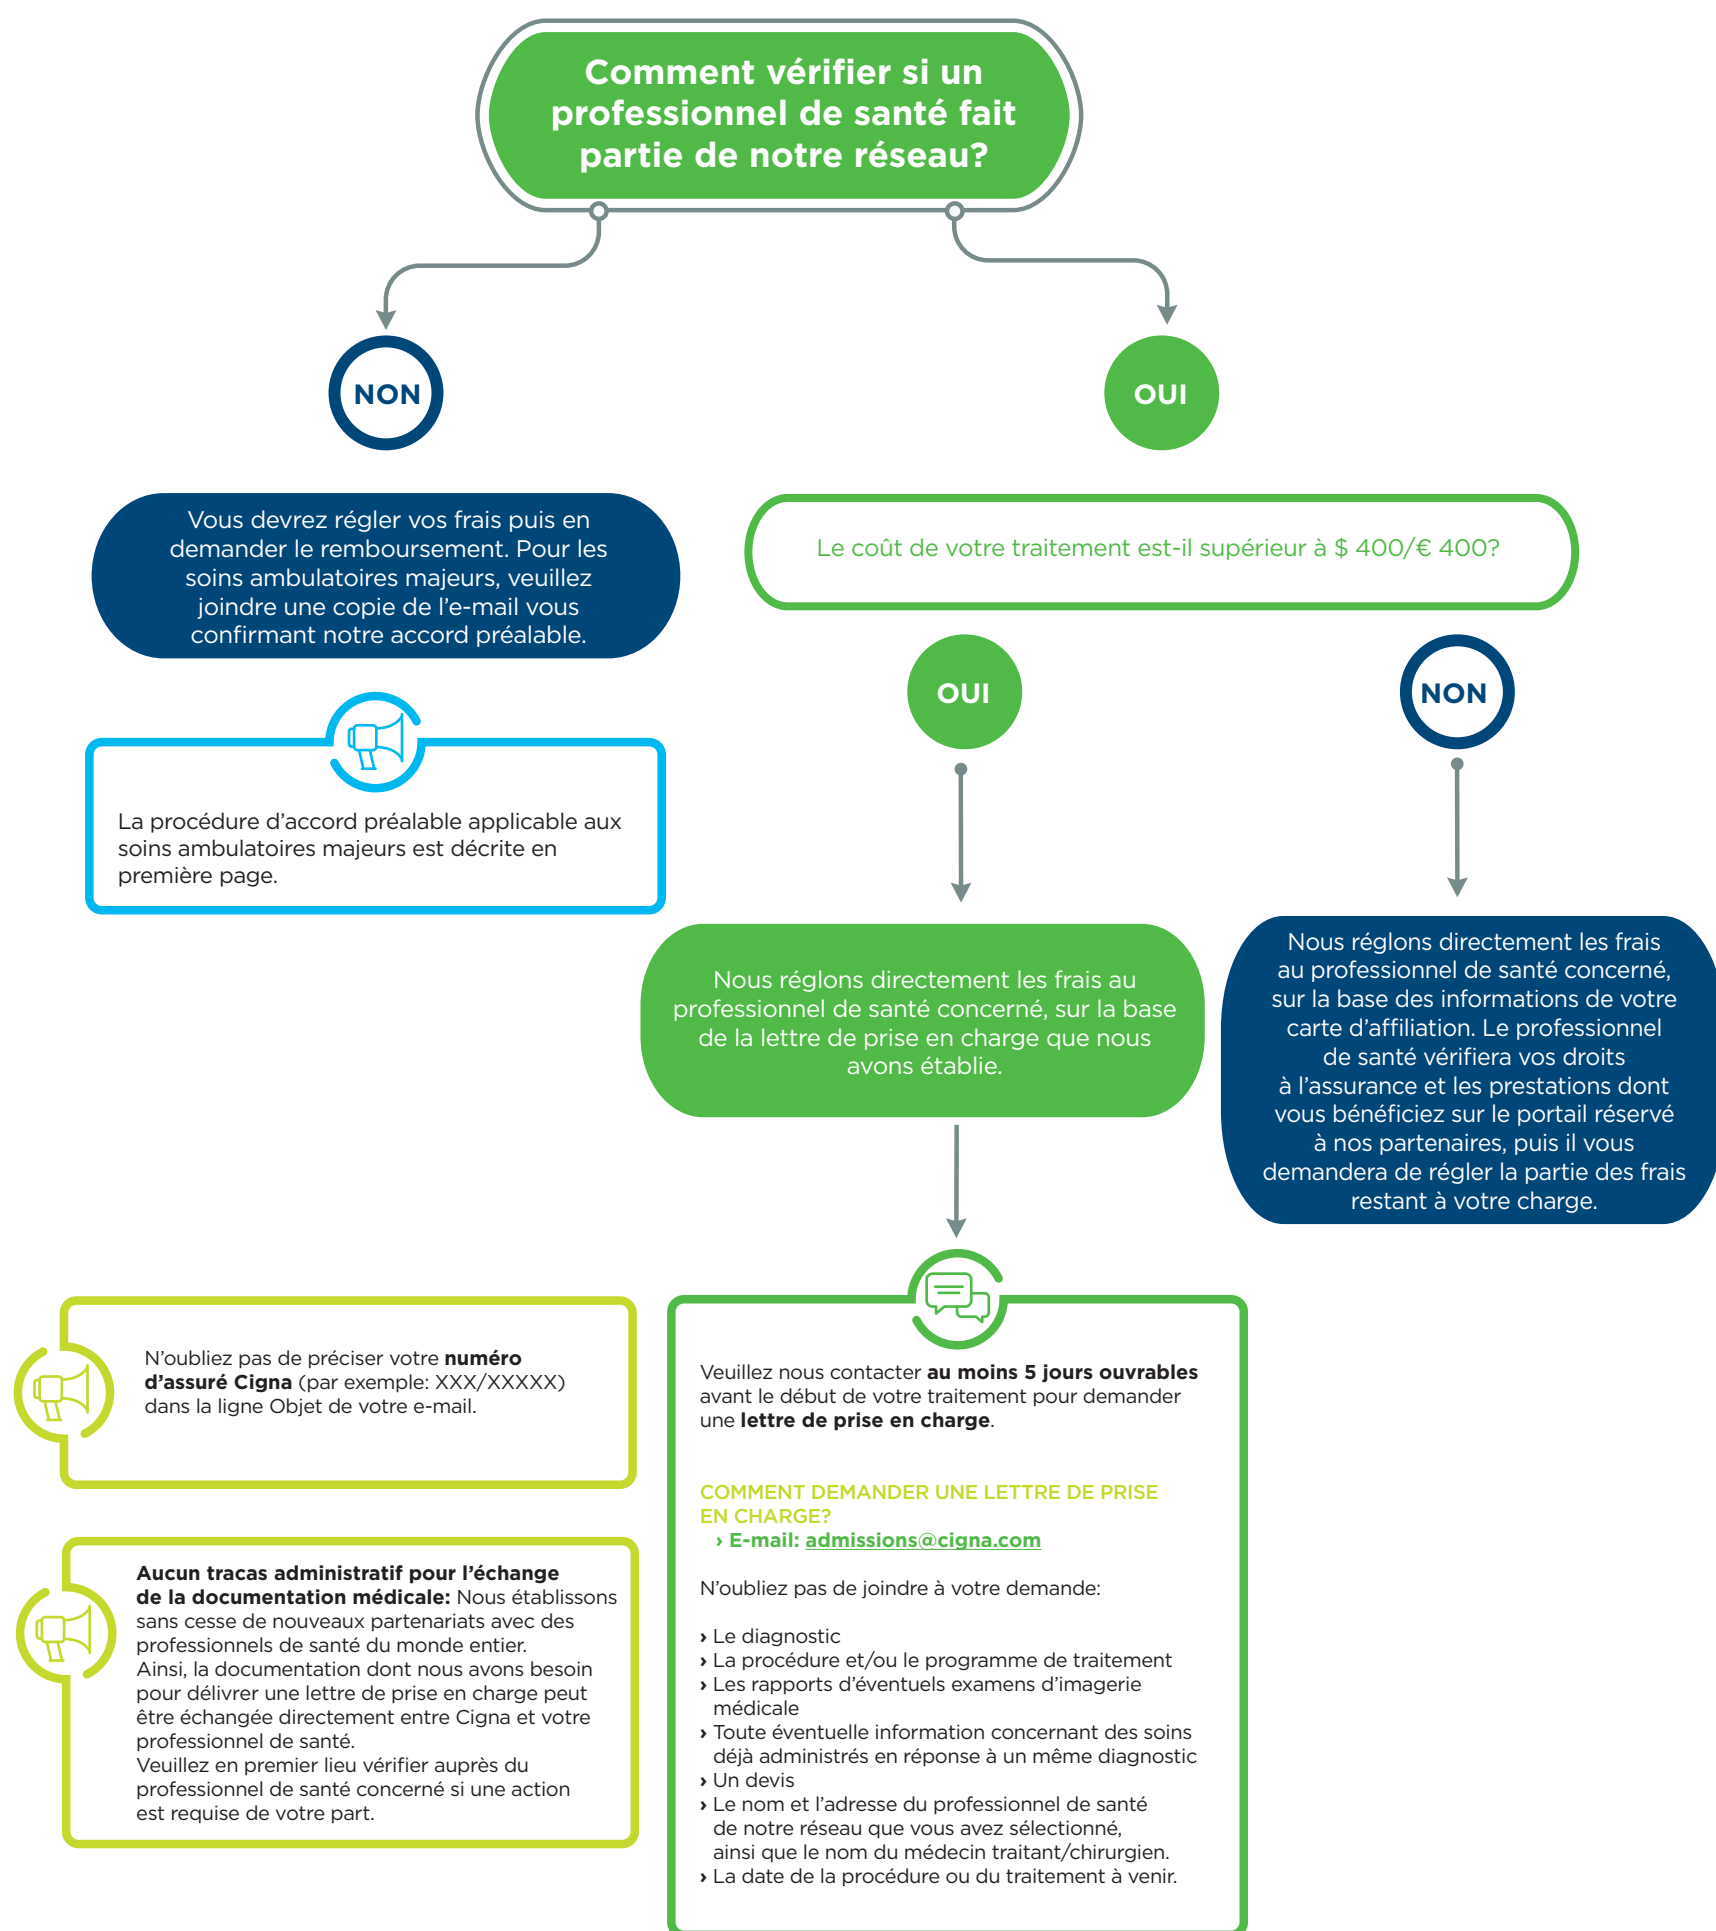 Comment vérifier si un
professionnel de santé fait
partie de notre réseau?
NON
OUI
Vous devrez régler vos frais puis en
demander le remboursement. Pour les
soins ambulatoires majeurs, veuillez
joindre une copie de l'e-mail vous
confirmant notre accord préalable.
Le coût de votre traitement est-il supérieur à $ 400/€ 400?
OUI
NON
La procédure d'accord préalable applicable aux
soins ambulatoires majeurs est décrite en
première page.
Nous réglons directement les frais au
professionnel de santé concerné, sur la base
de la lettre de prise en charge que nous
avons établie.
Nous réglons directement les frais
au professionnel de santé concerné,
sur la base des informations de votre
carte d'affiliation. Le professionnel
de santé vérifiera vos droits
à l'assurance et les prestations dont
vous bénéficiez sur le portail réservé
à nos partenaires, puis il vous
demandera de régler la partie des frais
restant à votre charge.
N'oubliez pas de préciser votre numéro
d'assuré Cigna (par exemple: XXX/XXXXX)
dans la ligne Objet de votre e-mail.
Aucun tracas administratif pour l'échange
de la documentation médicale: Nous établissons
sans cesse de nouveaux partenariats avec des
professionnels de santé du monde entier.
Ainsi, la documentation dont nous avons besoin
pour délivrer une lettre de prise en charge peut
être échangée directement entre Cigna et votre
professionnel de santé.
Veuillez en premier lieu vérifier auprès du
professionnel de santé concerné si une action
est requise de votre part.
Veuillez nous contacter au moins 5 jours ouvrables
avant le début de votre traitement pour demander
une lettre de prise en charge.
COMMENT DEMANDER UNE LETTRE DE PRISE
EN CHARGE?
› E-mail: admissions@cigna.com
N'oubliez pas de joindre à votre demande:
› Le diagnostic
› La procédure et/ou le programme de traitement
› Les rapports d'éventuels examens d'imagerie
médicale
› Toute éventuelle information concernant des soins
déjà administrés en réponse à un même diagnostic
› Un devis
› Le nom et l'adresse du professionnel de santé
de notre réseau que vous avez sélectionné,
ainsi que le nom du médecin traitant/chirurgien.
› La date de la procédure ou du traitement à venir.